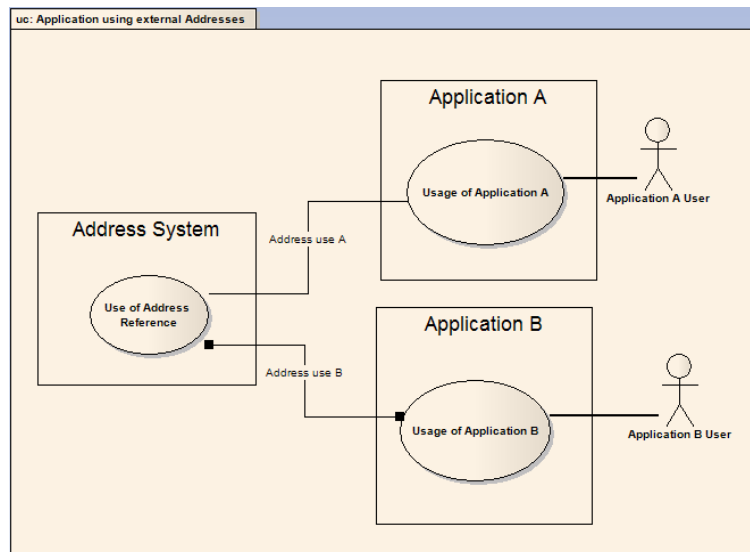 uc: Application using external Addresses
Application A
Usage of Application A
Application A User
Address System
Address use A
Use of Address
Reference
Application B
Address use B
Usage of Application B
Application B User